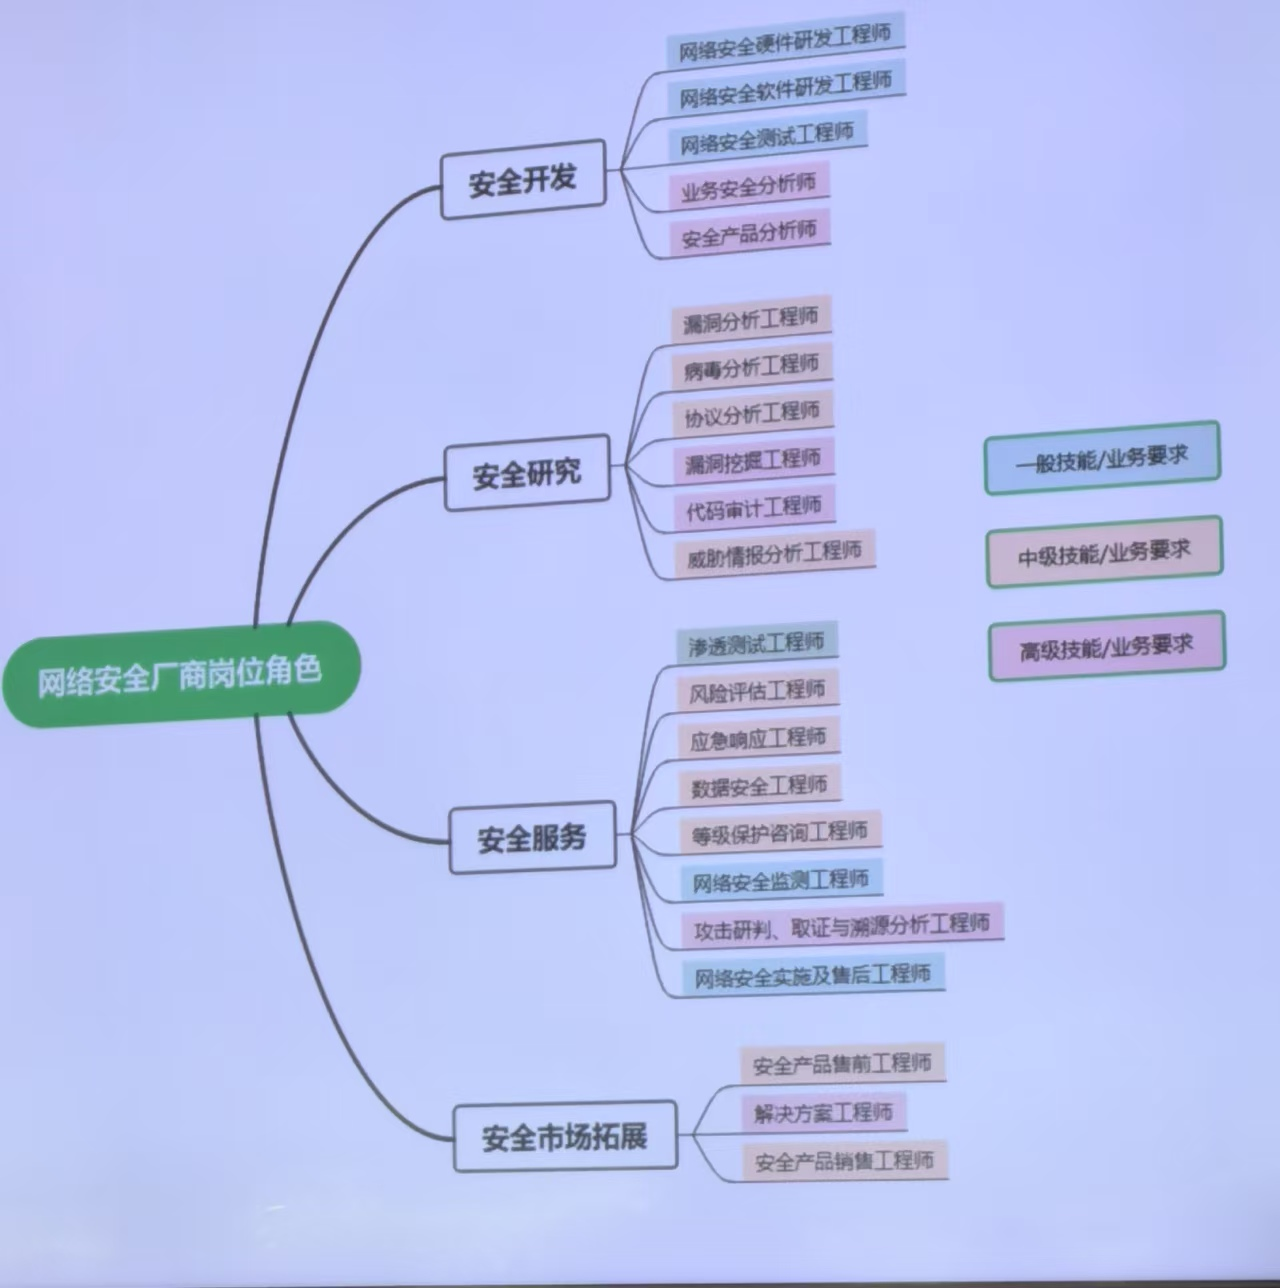 网络安全厂商岗位角色
安全开发
网络安全硬件研发工程师
网络安全软件研发工程师
网络安全测试工程师
业务安全分析师
安全产品分析师
安全研究
漏洞分析工程师
病毒分析工程师
协议分析工程师
漏洞挖掘工程师
代码审计工程师
威胁情报分析工程师
安全服务
渗透测试工程师
风险评估工程师
应急响应工程师
数据安全工程师
等级保护咨询工程师
网络安全监测工程师
攻击研判、取证与溯源分析工程师
网络安全实施及售后工程师
安全市场拓展
安全产品售前工程师
解决方案工程师
安全产品销售工程师
一般技能/业务要求
中级技能/业务要求
高级技能/业务要求